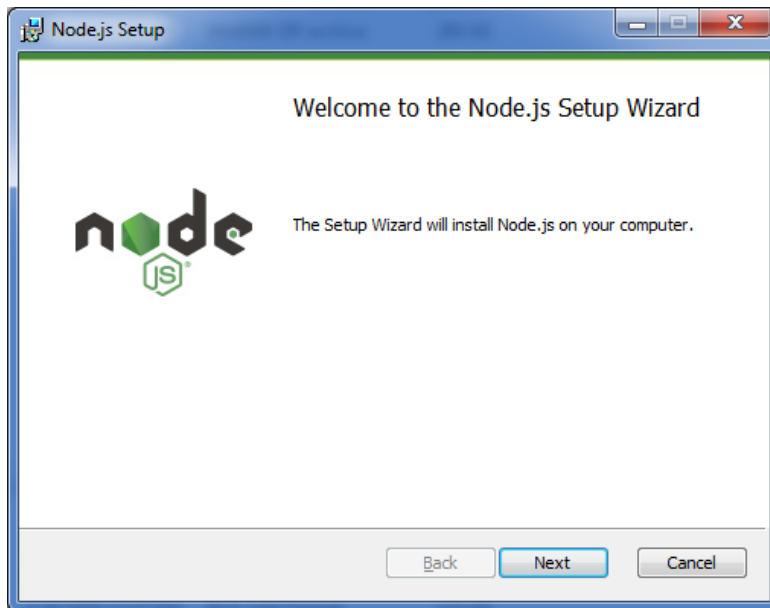 Node.js Setup
Welcome to the Node.js Setup Wizard
node
JS®
The Setup Wizard will install Node.js on your computer.
Back
Next
Cancel